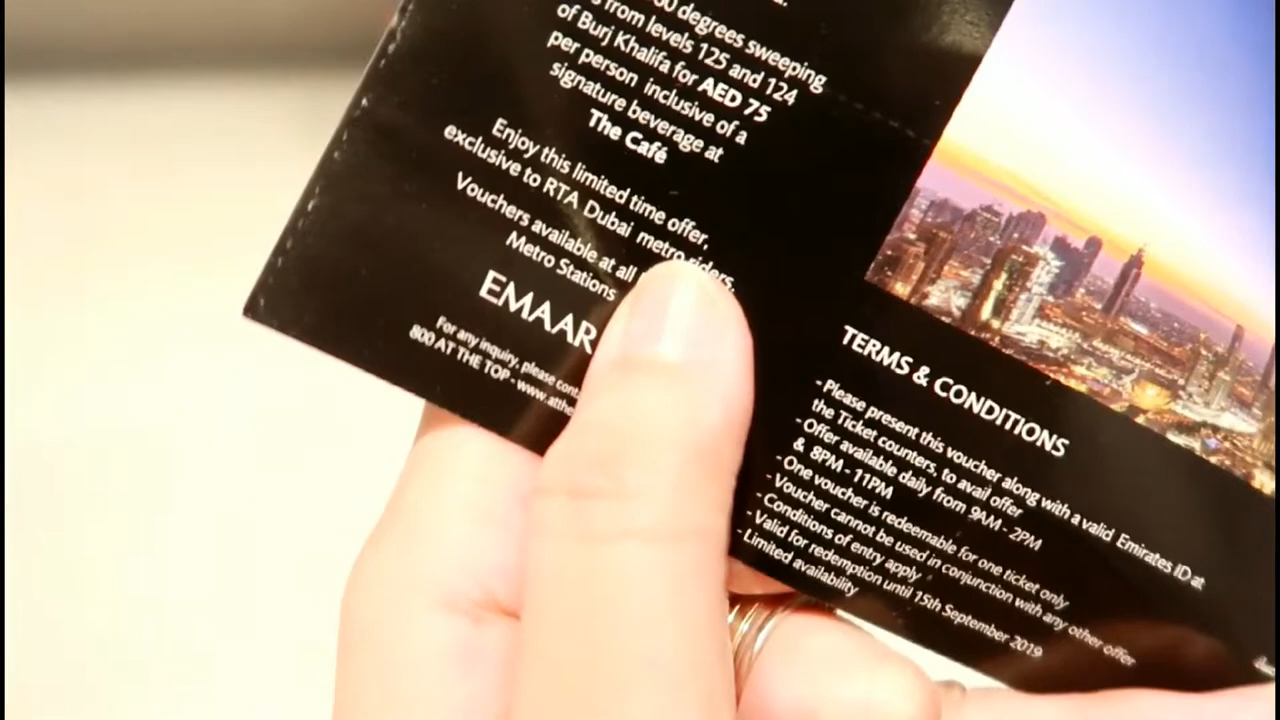 degrees sweeping
from levels 125 and 124
of Burj Khalifa for AED 75
per person inclusive of a
signature beverage at
The Café
Enjoy this limited time offer,
exclusive to RTA Dubai metro riders.
Vouchers available at all
Metro Stations
EMAAR
For any inquiry, please
800 AT THE TOP - www.
TERMS & CONDITIONS
- Please present this voucher along with a valid Emirates ID at
the Ticket counters, to avail offer
- Offer available daily from 9AM - 2PM
& 8PM - 11PM
- One voucher is redeemable for one ticket only
- Voucher cannot be used in conjunction with any other offer
- Conditions of entry apply
- Valid for redemption until 15th September 2019
- Limited availability